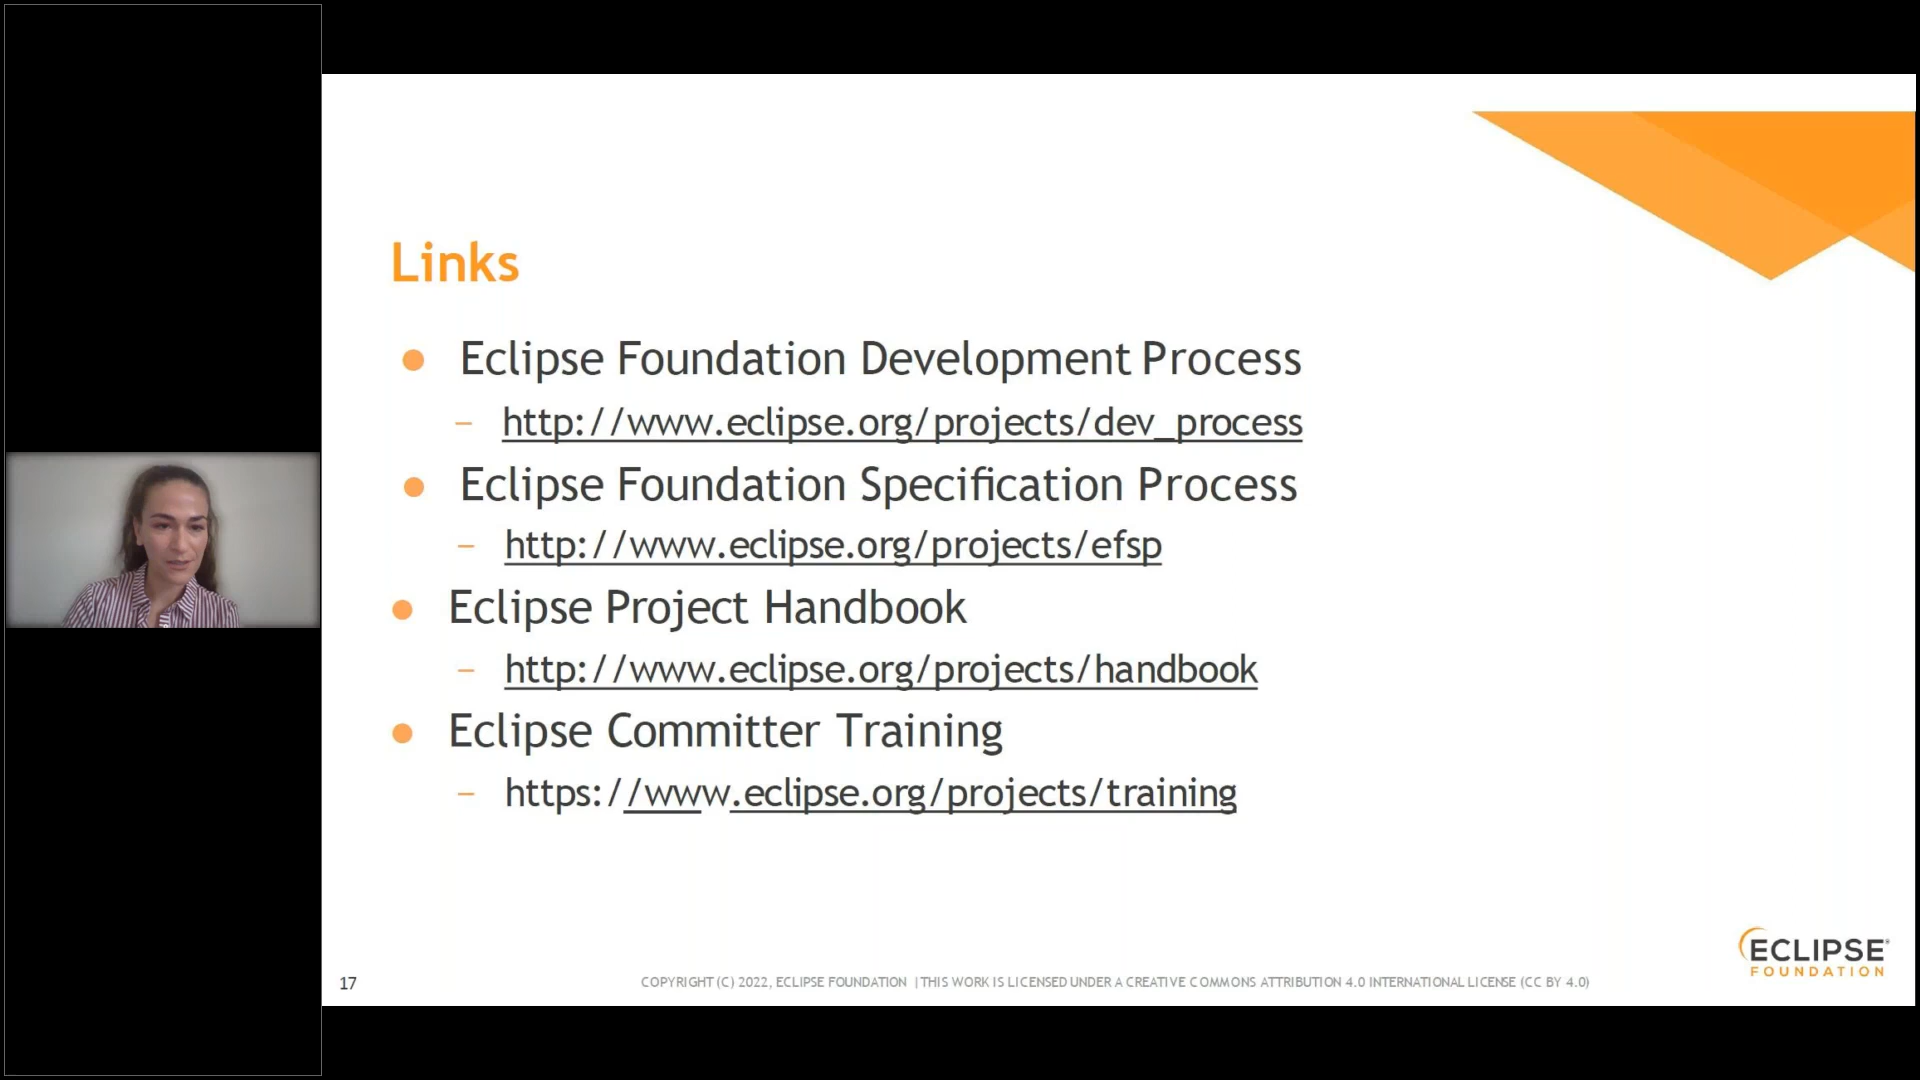 Links
● Eclipse Foundation Development Process
– http://www.eclipse.org/projects/dev_process
● Eclipse Foundation Specification Process
– http://www.eclipse.org/projects/efsp
● Eclipse Project Handbook
– http://www.eclipse.org/projects/handbook
● Eclipse Committer Training
– https://www.eclipse.org/projects/training
17
COPYRIGHT (C) 2022, ECLIPSE FOUNDATION | THIS WORK IS LICENSED UNDER A CREATIVE COMMONS ATTRIBUTION 4.0 INTERNATIONAL LICENSE (CC BY 4.0)
ECLIPSE®
FOUNDATION